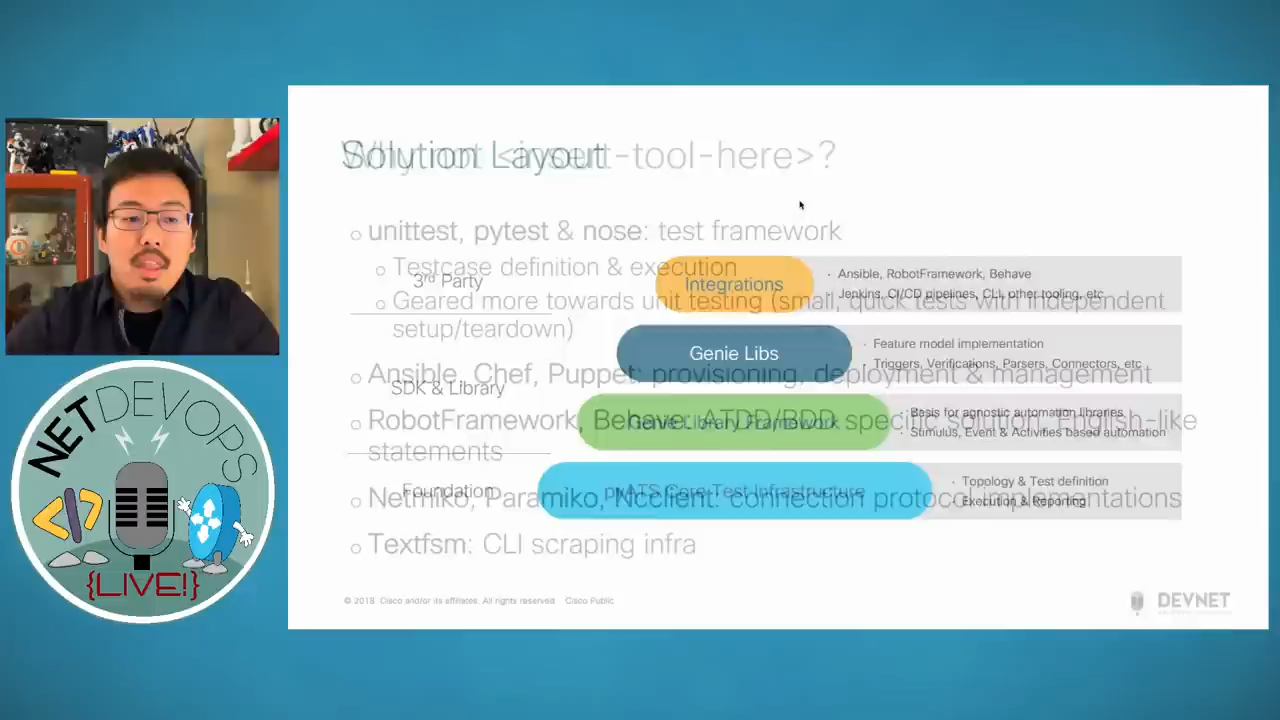 Solution Layout
Why not <insert-tool-here>?
unittest, pytest & nose: test framework
Testcase definition & execution
Geared more towards unit testing (small, quick tests with independent
setup/teardown)
Ansible, Chef, Puppet: provisioning, deployment & management
RobotFramework, Behave: ATDD/BDD specific solution, English-like
statements
Netmiko, Paramiko, Ncclient: connection protocol implementations
Textfsm: CLI scraping infra
3rd Party
Integrations
· Ansible, RobotFramework, Behave
· Jenkins, CI/CD pipelines, CLI, other tooling, etc
SDK & Library
Genie Libs
· Feature model implementation
· Triggers, Verifications, Parsers, Connectors, etc
Genie Library Framework
· Basis for agnostic automation libraries
· Stimulus, Event & Activities based automation
Foundation
pyATS Core Test Infrastructure
· Topology & Test definition
· Execution & Reporting
© 2018 Cisco and/or its affiliates. All rights reserved. Cisco Public
DEVNET
NETDEVOPS
{LIVE!}